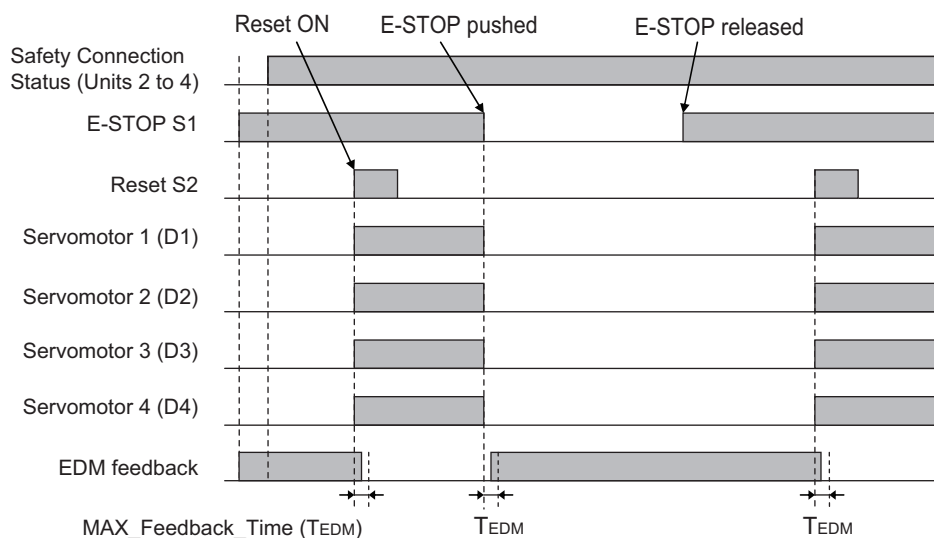 Reset ON
E-STOP pushed
E-STOP released
Safety Connection
Status (Units 2 to 4)
E-STOP S1
Reset S2
Servomotor 1 (D1)
Servomotor 2 (D2)
Servomotor 3 (D3)
Servomotor 4 (D4)
EDM feedback
MAX_Feedback_Time (TEDM)
TEDM
TEDM